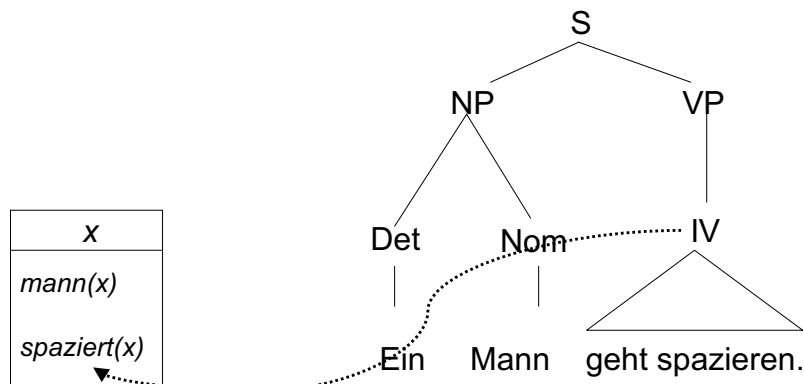 S
NP VP
x
Det Nom IV
mann(x)
spaziert(x)
Ein Mann geht spazieren.